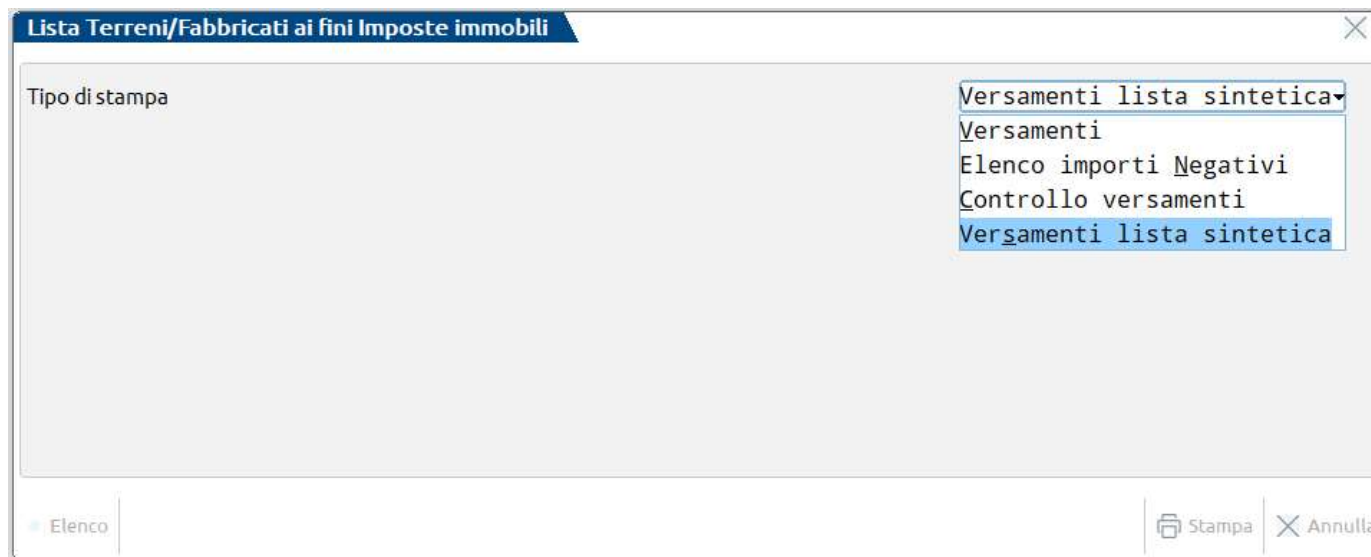 Lista Terreni/Fabbricati ai fini Imposte immobili
Tipo di stampa
Versamenti lista sintetica
Versamenti
Elenco importi Negativi
Controllo versamenti
Versamenti lista sintetica
Elenco
Stampa
Annulla